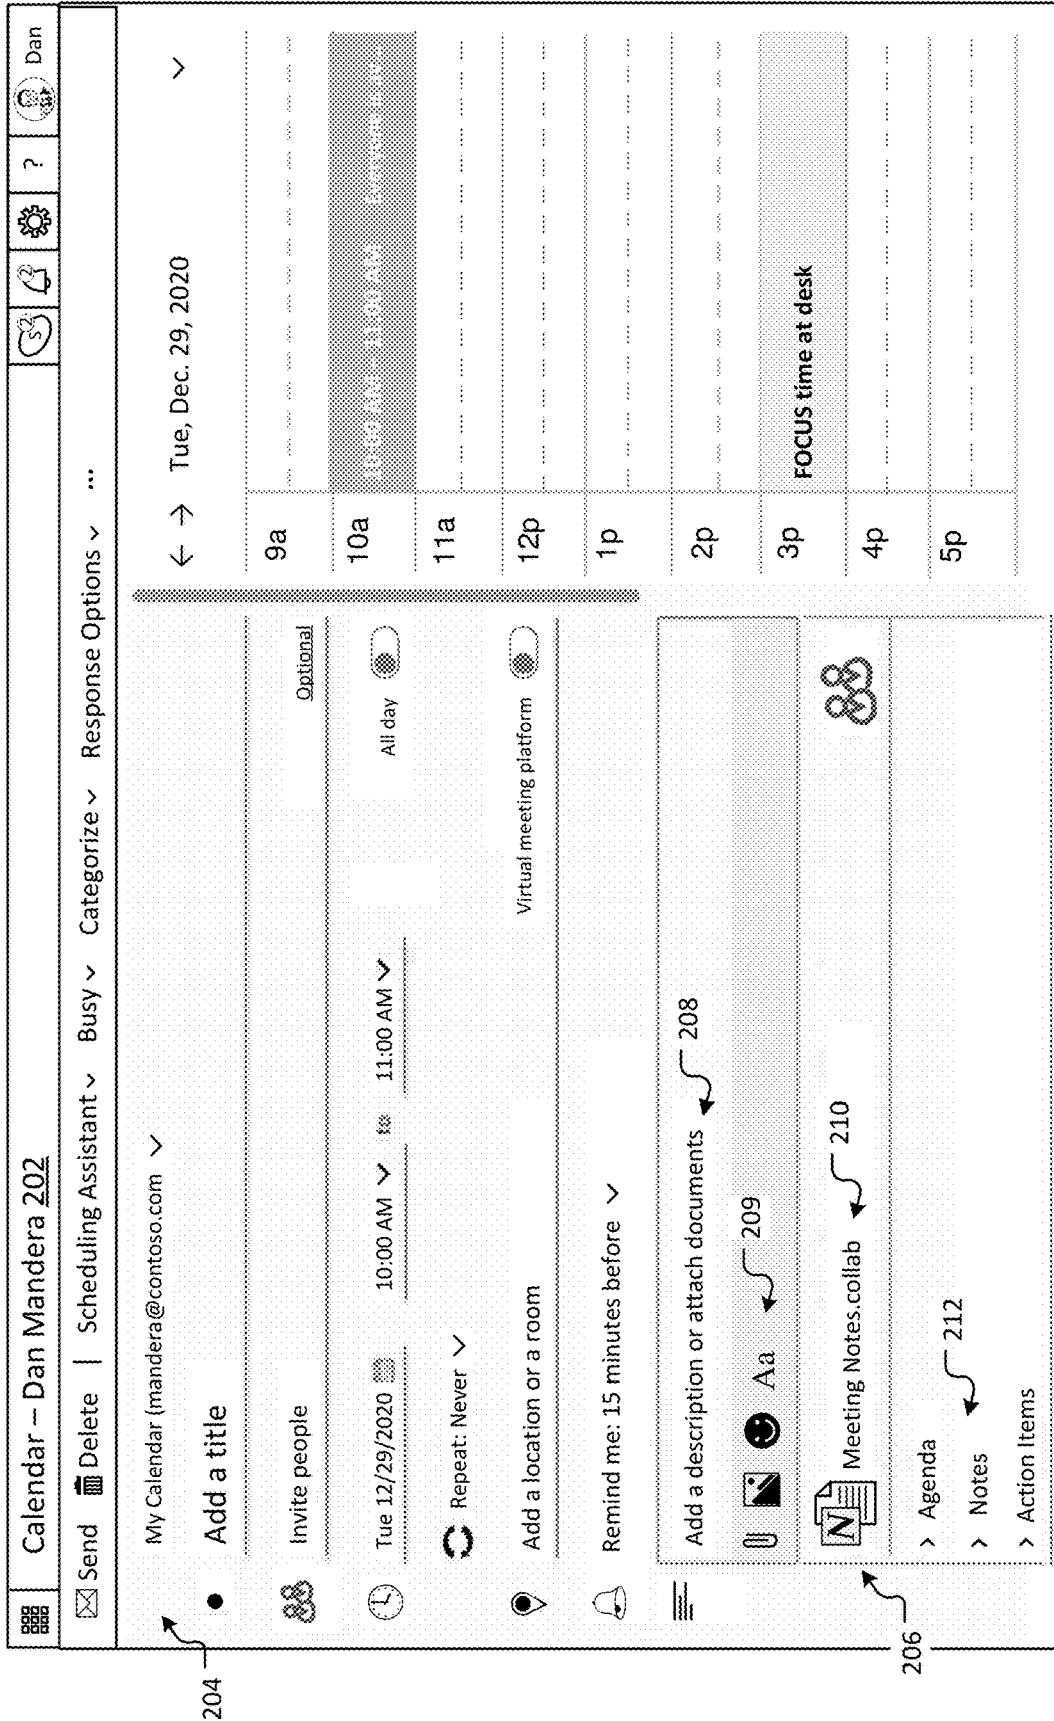 Calendar – Dan Mandera 202
S 2
2
?
Dan
Send
Delete | Scheduling Assistant Busy Categorize Response Options ...
204
My Calendar (mandera@contoso.com)
Add a title
Invite people
Optional
Tue 12/29/2020 10:00 AM to 11:00 AM
All day
Repeat: Never
Add a location or a room
Virtual meeting platform
Remind me: 15 minutes before
Add a description or attach documents
208
Aa
209
206
N
Meeting Notes.collab
210
> Agenda
> Notes
212
> Action Items
← → Tue, Dec. 29, 2020
9a
10a
11a
12p
1p
2p
3p
FOCUS time at desk
4p
5p